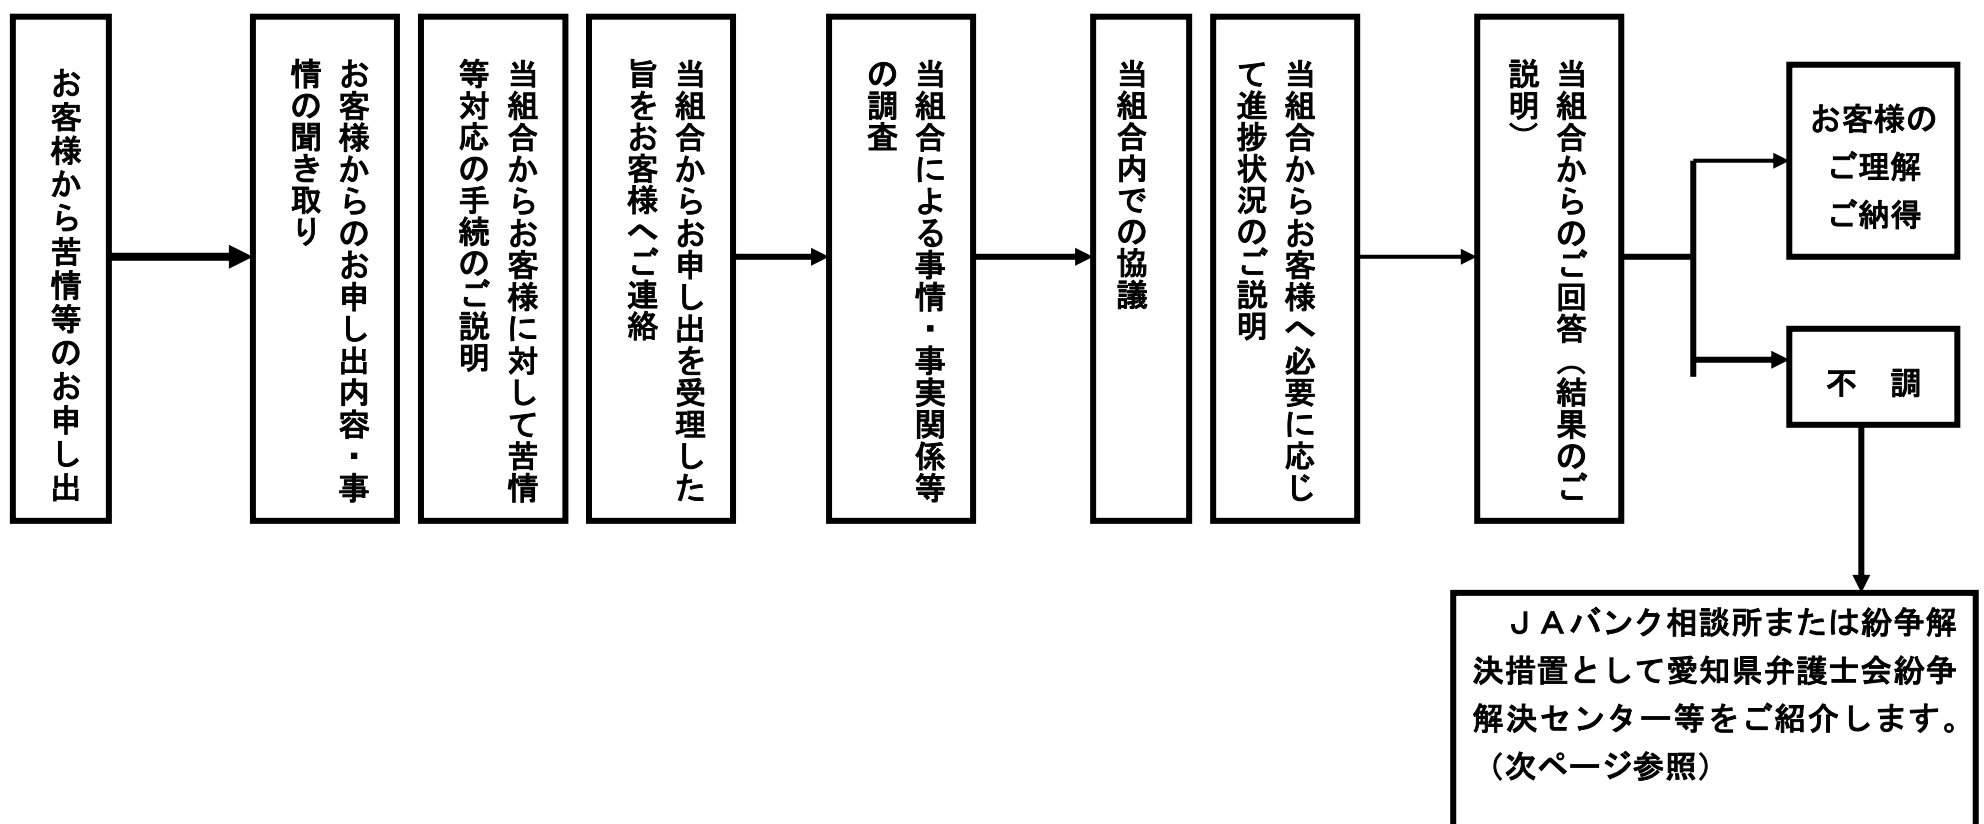 お客様から苦情等のお申し出
お客様からのお申し出内容・事
情の聞き取り
当組合からお客様に対して苦情
等対応の手続のご説明
当組合からお申し出を受理した
旨をお客様へご連絡
当組合による事情・事実関係等
の調査
当組合内での協議
当組合からお客様へ必要に応じ
て進捗状況のご説明
当組合からのご回答（結果のご
説明）
お客様の
ご理解
ご納得
不　調
ＪＡバンク相談所または紛争解
決措置として愛知県弁護士会紛争
解決センター等をご紹介します。
（次ページ参照）